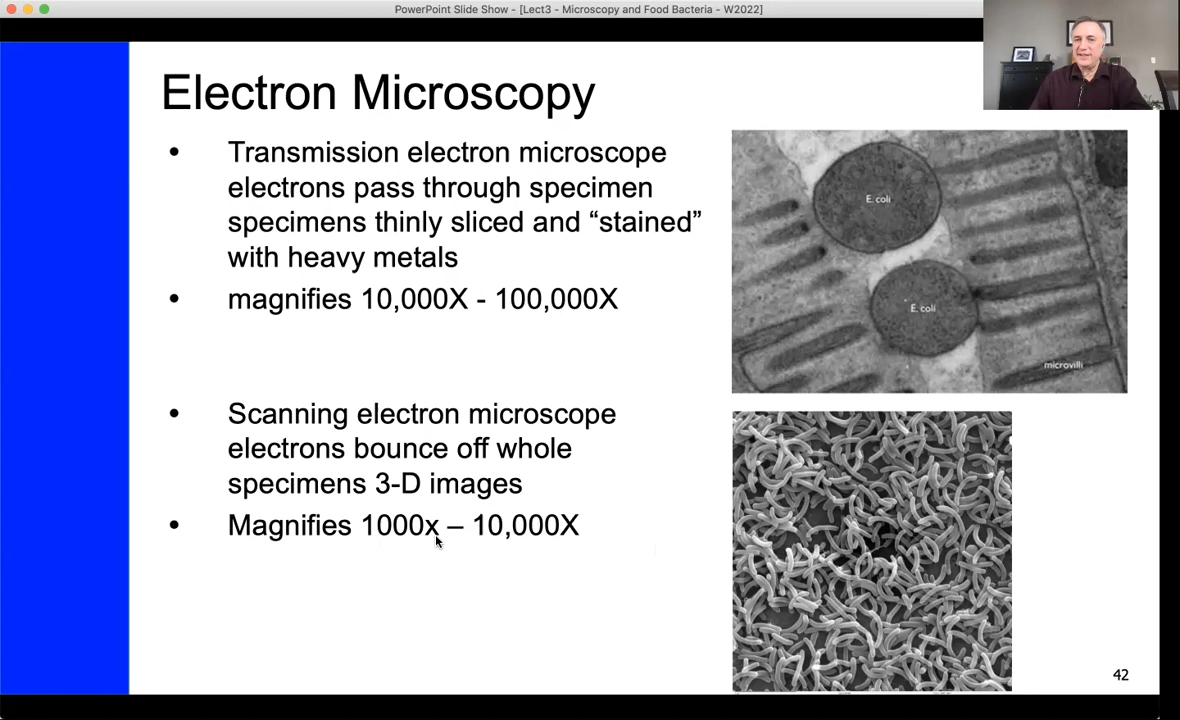 PowerPoint Slide Show - [Lect3 - Microscopy and Food Bacteria - W2022]
Electron Microscopy
• Transmission electron microscope
electrons pass through specimen
specimens thinly sliced and “stained”
with heavy metals
• magnifies 10,000X - 100,000X
E. coli
E. coli
microvilli
• Scanning electron microscope
electrons bounce off whole
specimens 3-D images
• Magnifies 1000x – 10,000X
42